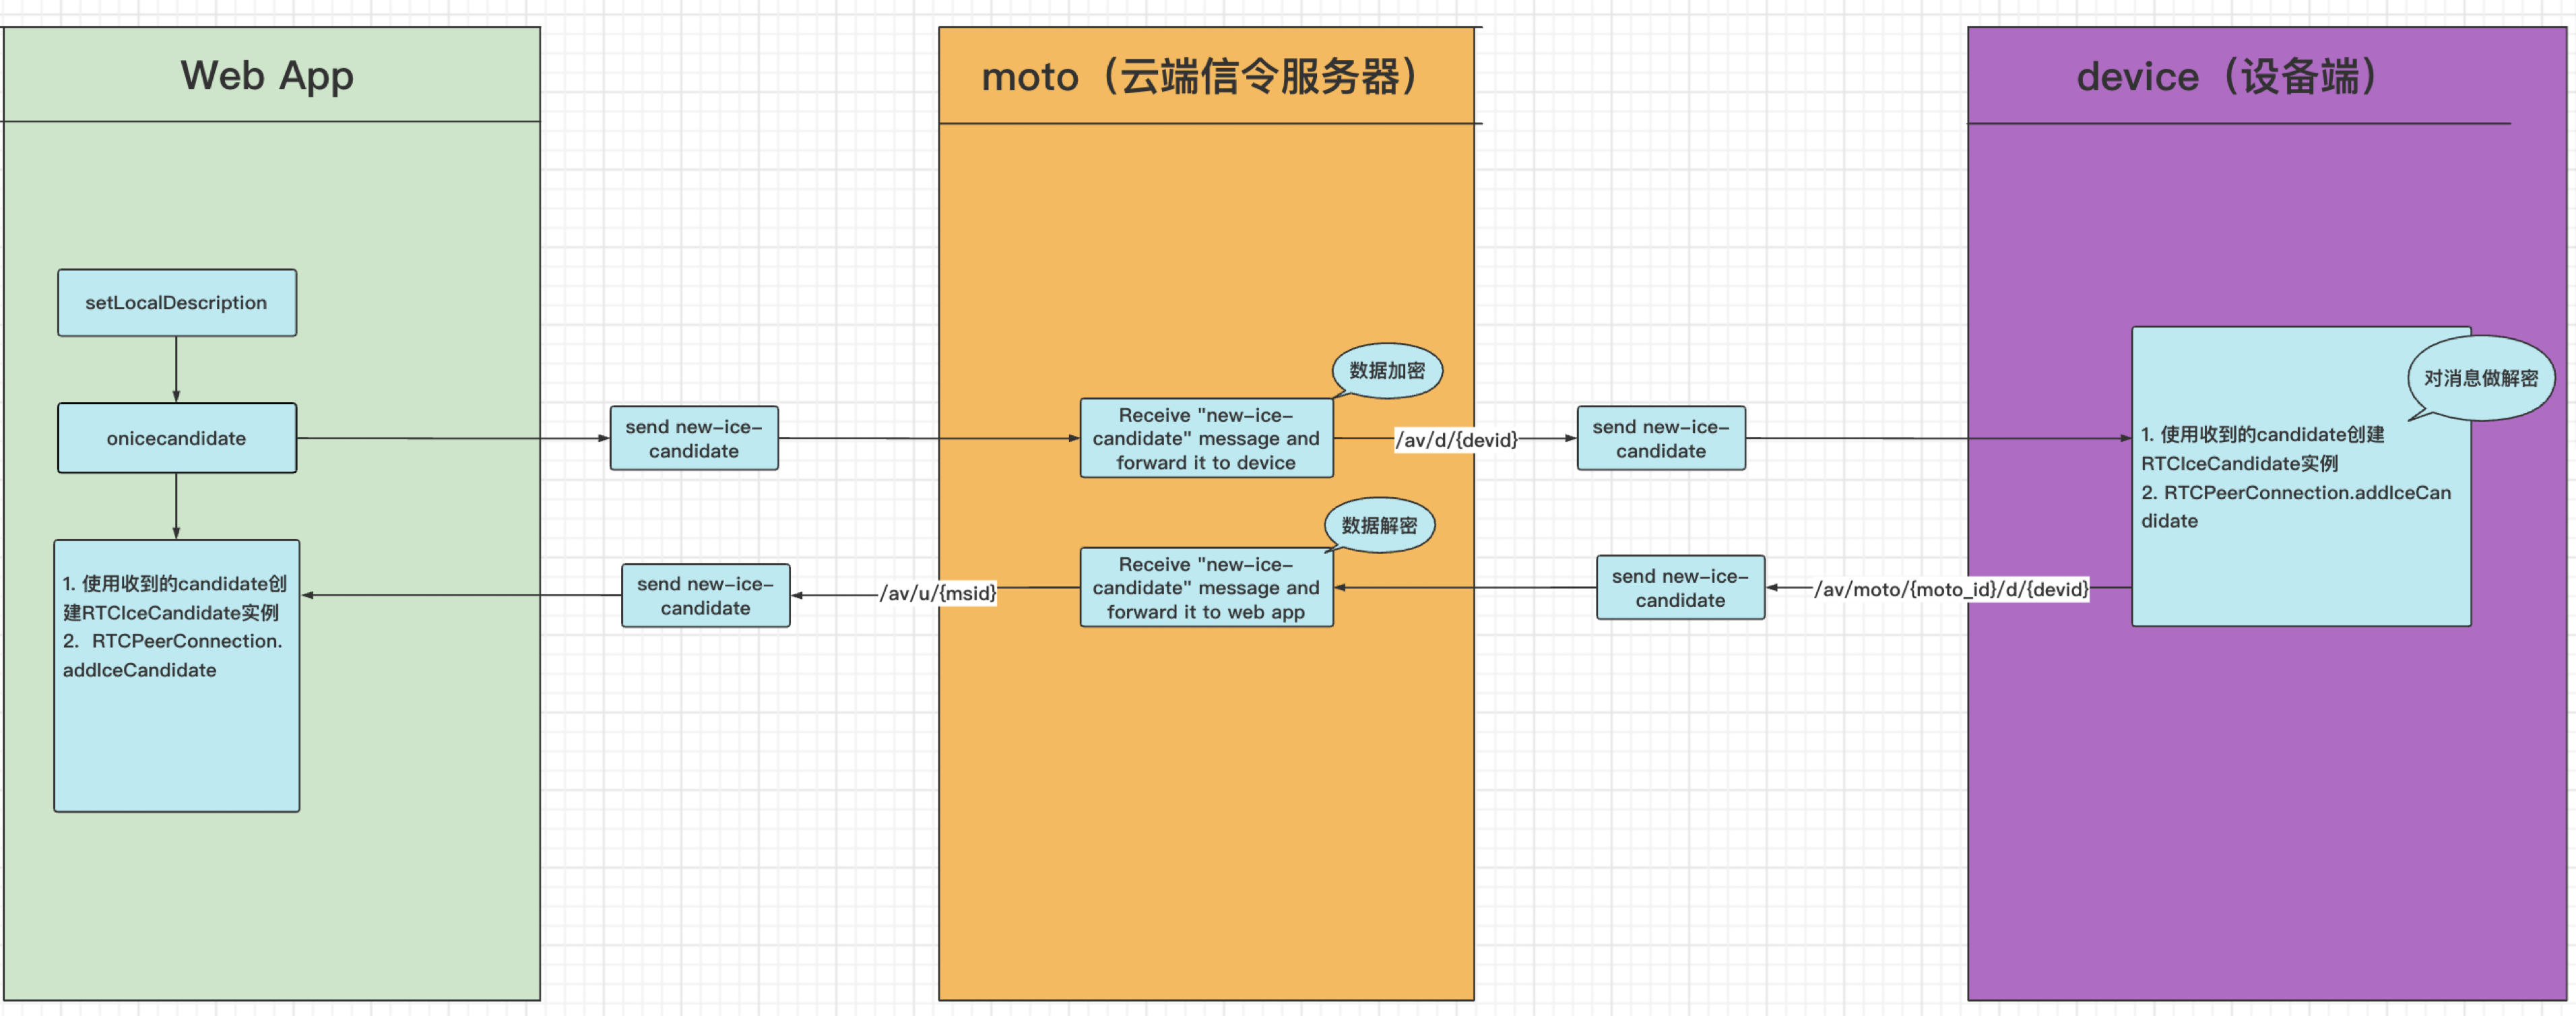 Web App
moto（云端信令服务器）
device（设备端）
setLocalDescription
onicecandidate
1. 使用收到的candidate创
建RTCIceCandidate实例
2.  RTCPeerConnection.
addIceCandidate
send new-ice-
candidate
数据加密
Receive "new-ice-
candidate" message and
forward it to device
/av/d/{devid}
send new-ice-
candidate
对消息做解密
1. 使用收到的candidate创建
RTCIceCandidate实例
2. RTCPeerConnection.addIceCan
didate
/av/moto/{moto_id}/d/{devid}
send new-ice-
candidate
数据解密
Receive "new-ice-
candidate" message and
forward it to web app
/av/u/{msid}
send new-ice-
candidate